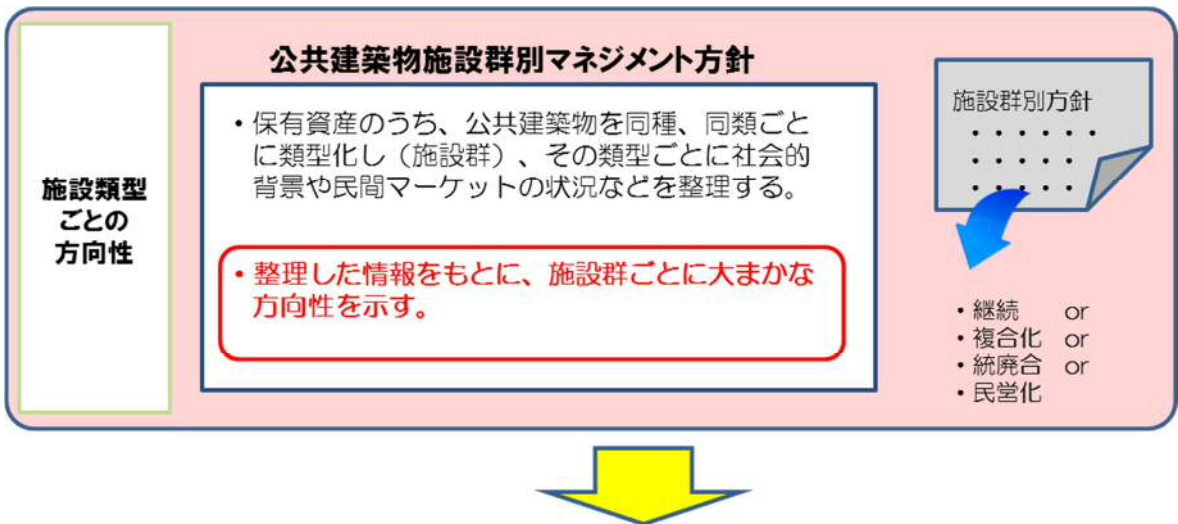 公共建築物施設群別マネジメント方針
施設類型
ごとの
方向性
・保有資産のうち、公共建築物を同種、同類ごと
に類型化し（施設群）、その類型ごとに社会的
背景や民間マーケットの状況などを整理する。
・整理した情報をもとに、施設群ごとに大まかな
方向性を示す。
施設群別方針
・・・・・・
・・・・・
・・・・・
・継続　or
・複合化　or
・統廃合　or
・民営化